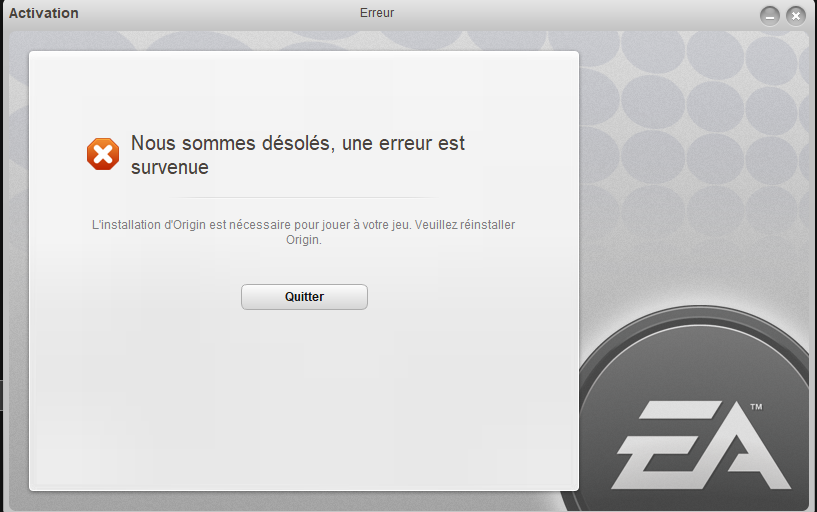 Activation
Erreur
Nous sommes désolés, une erreur est
survenue
L'installation d'Origin est nécessaire pour jouer à votre jeu. Veuillez réinstaller
Origin.
Quitter
EA™